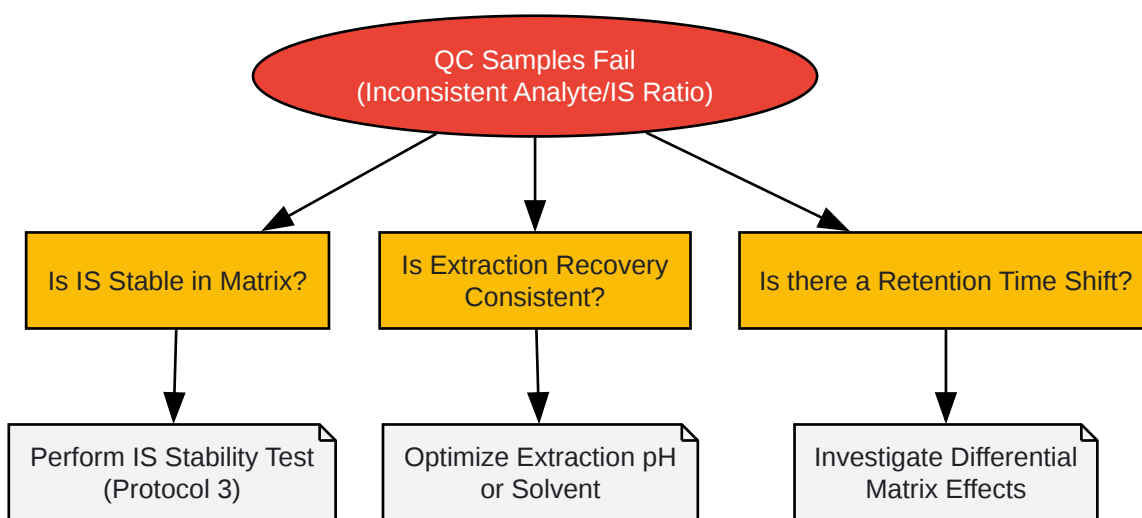 QC Samples Fail
(Inconsistent Analyte/IS Ratio)
Is IS Stable in Matrix?
Is Extraction Recovery
Consistent?
Is there a Retention Time Shift?
Perform IS Stability Test
(Protocol 3)
Optimize Extraction pH
or Solvent
Investigate Differential
Matrix Effects